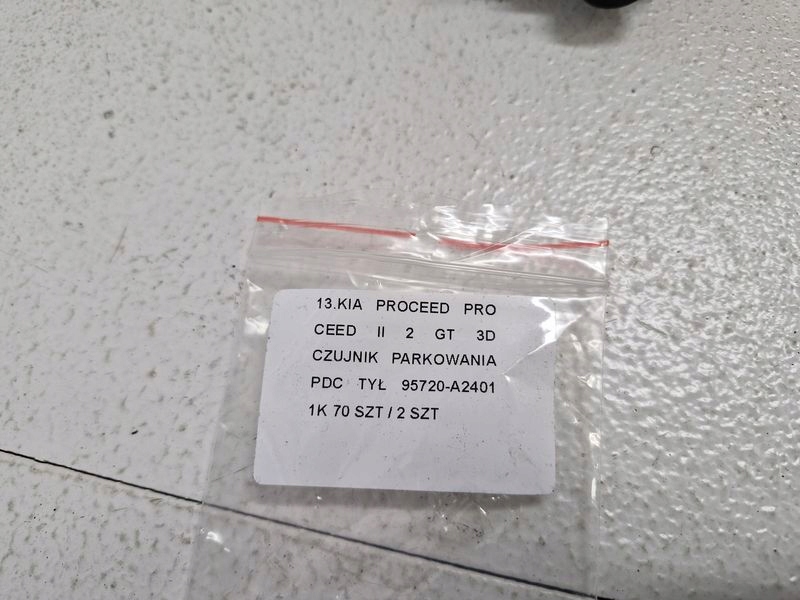 13.KIA PROCEED PRO
CEED II 2 GT 3D
CZUJNIK PARKOWANIA
PDC TYŁ 95720-A2401
1K 70 SZT / 2 SZT